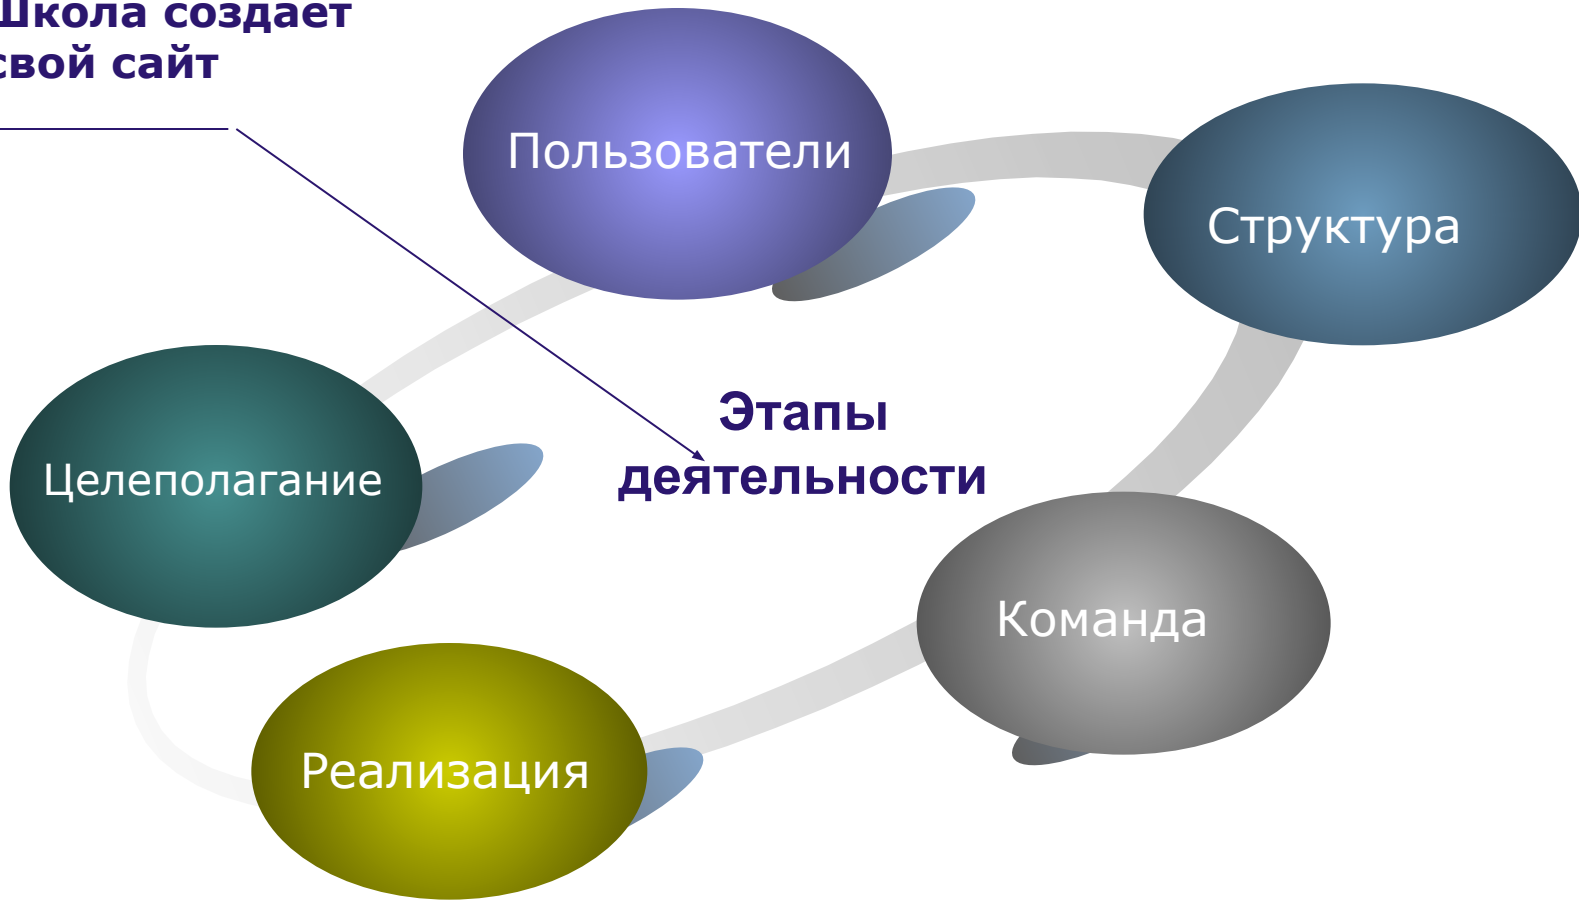 Школа создает
свой сайт
Пользователи
Структура
Этапы
деятельности
Целеполагание
Команда
Реализация